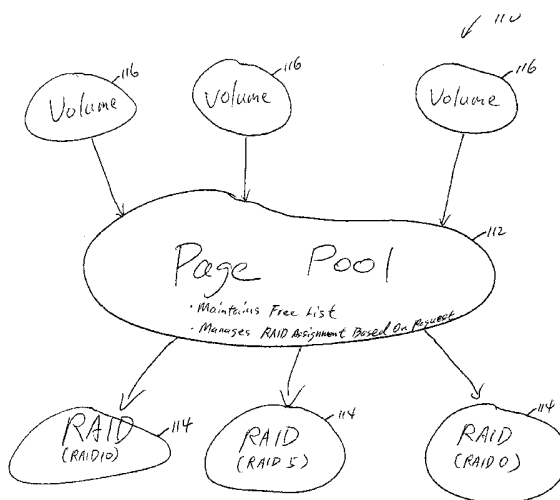 110
116
116
116
Volume
Volume
Volume
112
Page Pool
· Maintains Free List
· Manages RAID Assignment Based On Request
114
114
114
RAID
(RAID10)
RAID
(RAID 5)
RAID
(RAID 0)